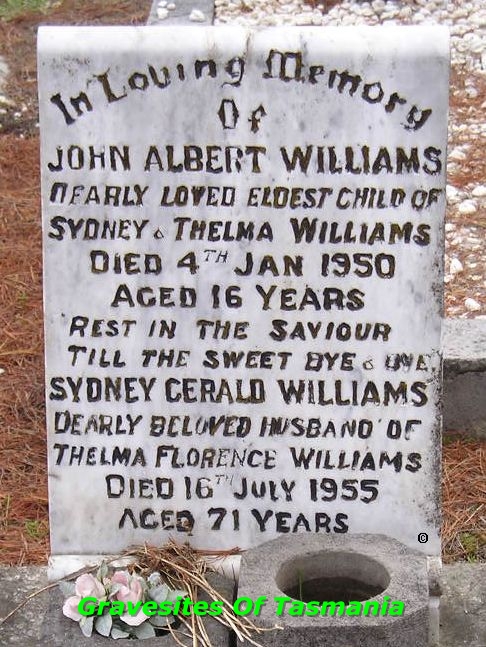 In Loving Memory
Of
JOHN ALBERT WILLIAMS
DEARLY LOVED ELDEST CHILD OF
SYDNEY & THELMA WILLIAMS
DIED 4TH JAN 1950
AGED 16 YEARS
REST IN THE SAVIOUR
TILL THE SWEET BYE & BYE
SYDNEY GERALD WILLIAMS
DEARLY BELOVED HUSBAND OF
THELMA FLORENCE WILLIAMS
DIED 16TH JULY 1955
AGED 71 YEARS
©
Gravesites Of Tasmania